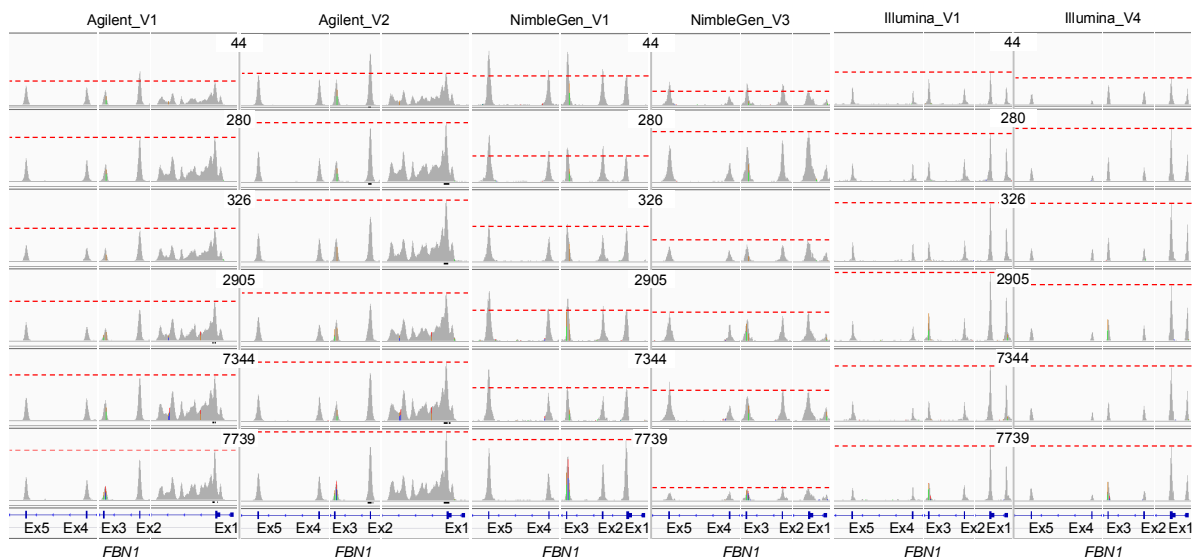 Agilent_V1 Agilent_V2 NimbleGen_V1 NimbleGen_V3 Illumina_V1 Illumina_V4
44 44 44
280 280 280
326 326 326
2905 2905 2905
7344 7344 7344
7739 7739 7739
Ex5 Ex4 Ex3 Ex2 Ex1 Ex5 Ex4 Ex3 Ex2 Ex1 Ex5 Ex4 Ex3 Ex2 Ex1 Ex5 Ex4 Ex3 Ex2 Ex1 Ex5 Ex4 Ex3 Ex2 Ex1 Ex5 Ex4 Ex3 Ex2 Ex1
FBN1 FBN1 FBN1 FBN1 FBN1 FBN1